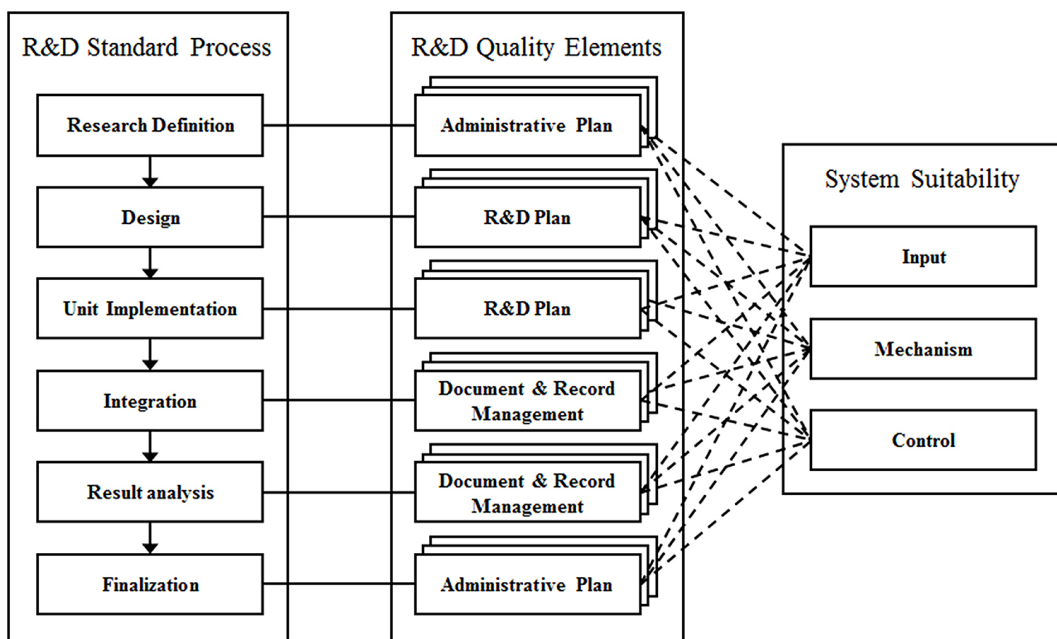 R&D Standard Process
Research Definition
Design
Unit Implementation
Integration
Result analysis
Finalization
R&D Quality Elements
Administrative Plan
R&D Plan
R&D Plan
Document & Record
Management
Document & Record
Management
Administrative Plan
System Suitability
Input
Mechanism
Control